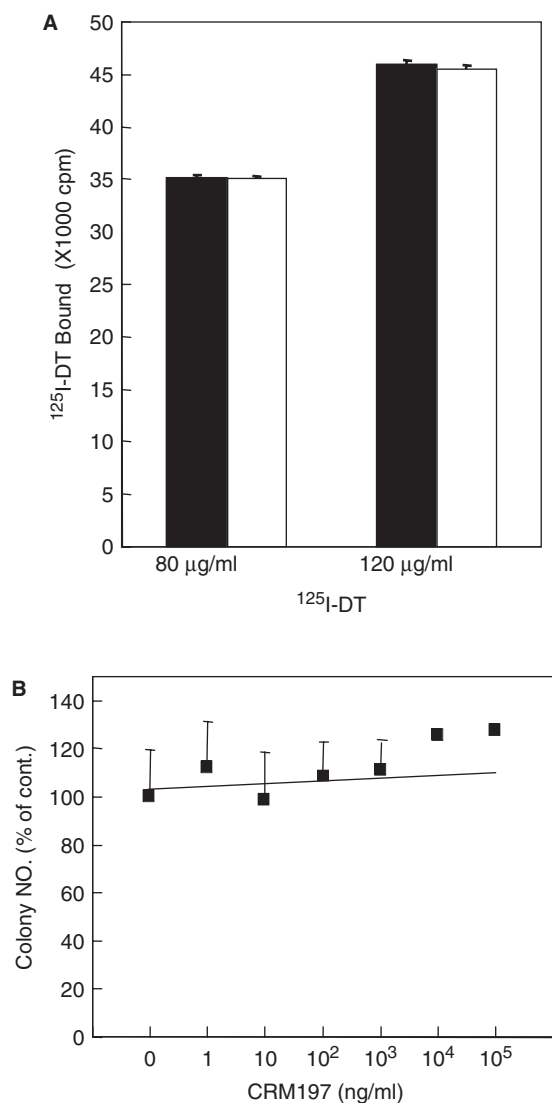 A
50
45
40
35
30
25
20
15
10
5
0
¹²⁵I-DT Bound (X1000 cpm)
80 μg/ml
120 μg/ml
¹²⁵I-DT
B
140
120
100
80
60
40
20
0
Colony NO. (% of cont.)
0 1 10 10² 10³ 10⁴ 10⁵
CRM197 (ng/ml)